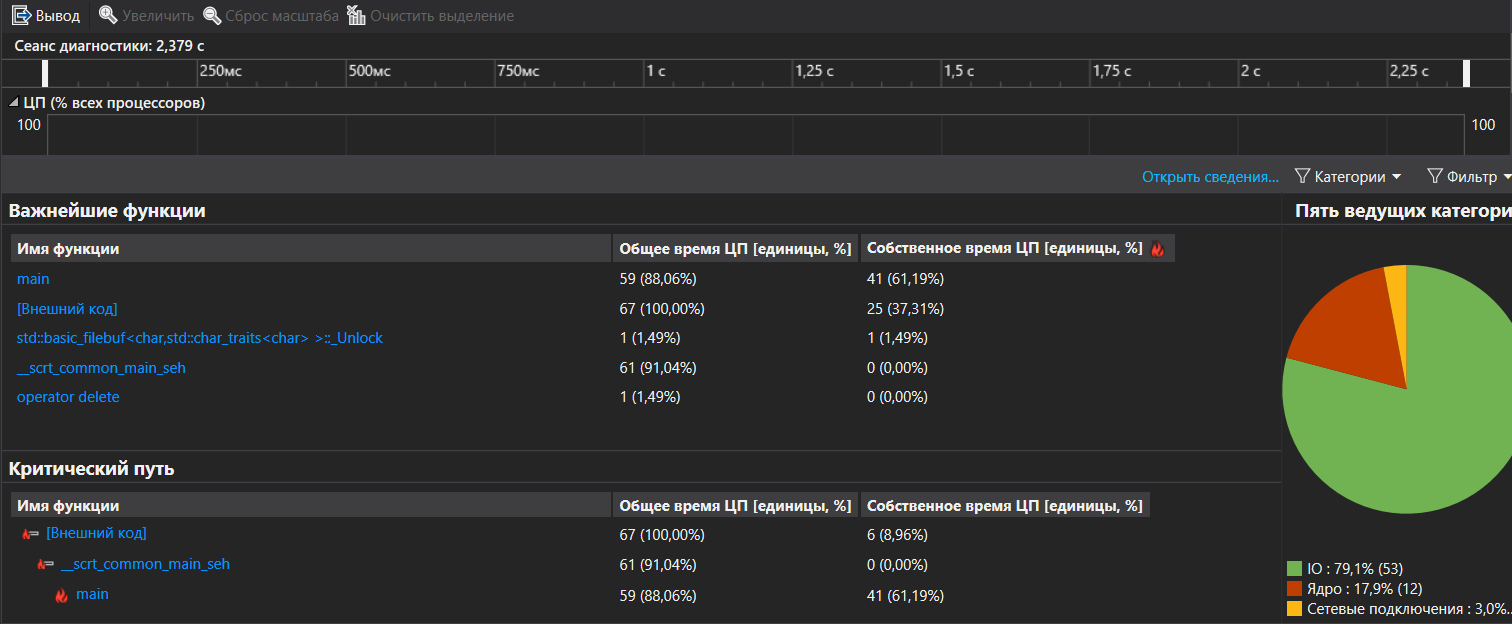 Вывод Увеличить Сброс масштаба Очистить выделение
Сеанс диагностики: 2,379 с
250мс 500мс 750мс 1 с 1,25 с 1,5 с 1,75 с 2 с 2,25 с
ЦП (% всех процессоров)
100 100
Открыть сведения... Категории Фильтр
Важнейшие функции
Имя функции Общее время ЦП [единицы, %] Собственное время ЦП [единицы, %]
main 59 (88,06%) 41 (61,19%)
[Внешний код] 67 (100,00%) 25 (37,31%)
std::basic_filebuf<char,std::char_traits<char> >::_Unlock 1 (1,49%) 1 (1,49%)
__scrt_common_main_seh 61 (91,04%) 0 (0,00%)
operator delete 1 (1,49%) 0 (0,00%)
Критический путь
Имя функции Общее время ЦП [единицы, %] Собственное время ЦП [единицы, %]
[Внешний код] 67 (100,00%) 6 (8,96%)
__scrt_common_main_seh 61 (91,04%) 0 (0,00%)
main 59 (88,06%) 41 (61,19%)
Пять ведущих категори
IO : 79,1% (53)
Ядро : 17,9% (12)
Сетевые подключения : 3,0%...